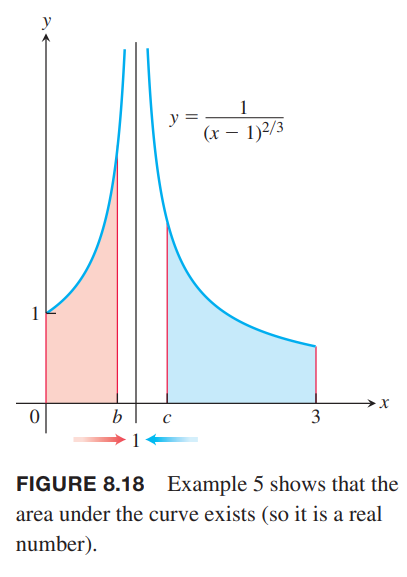 y
y = 1/(x − 1)^{2/3}
1
0 b c 3 x
1
FIGURE 8.18 Example 5 shows that the
area under the curve exists (so it is a real
number).